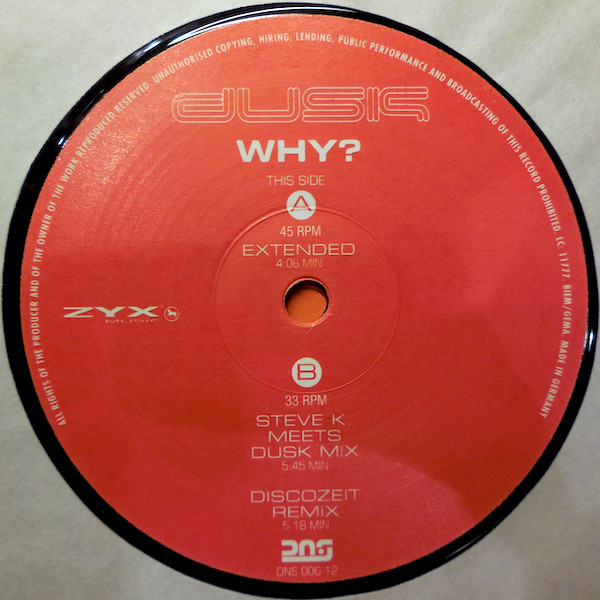 ALL RIGHTS OF THE PRODUCER AND OF THE OWNER OF THE WORK REPRODUCED RESERVED. UNAUTHORISED COPYING, HIRING, LENDING, PUBLIC PERFORMANCE AND BROADCASTING OF THIS RECORD PROHIBITED. LC: 11777. BIEM/GEMA. MADE IN GERMANY
dusk
WHY?
THIS SIDE
A
45 RPM
EXTENDED
4:06 MIN
ZYX
MUSIC
B
33 RPM
STEVE K.
MEETS
DUSK MIX
5:45 MIN
DISCOZEIT
REMIX
5:18 MIN
DNS
DNS 006-12